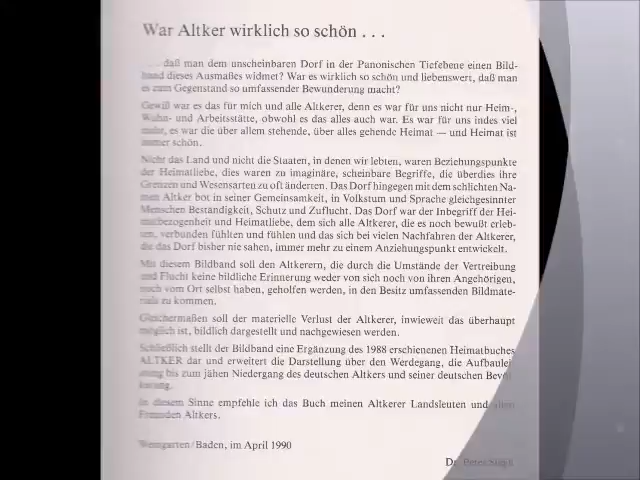 War Altker wirklich so schön . . .
. . . daß man dem unscheinbaren Dorf in der Panonischen Tiefebene einen Bild-
band dieses Ausmaßes widmet? War es wirklich so schön und liebenswert, daß man
es zum Gegenstand so umfassender Bewunderung macht?
Gewiß war es das für mich und alle Altkerer, denn es war für uns nicht nur Heim-,
Wohn- und Arbeitsstätte, obwohl es das alles auch war. Es war für uns indes viel
mehr, es war die über allem stehende, über alles gehende Heimat — und Heimat ist
immer schön.
Nicht das Land und nicht die Staaten, in denen wir lebten, waren Beziehungspunkte
der Heimatliebe, dies waren zu imaginäre, scheinbare Begriffe, die überdies ihre
Grenzen und Wesensarten zu oft änderten. Das Dorf hingegen mit dem schlichten Na-
men Altker bot in seiner Gemeinsamkeit, in Volkstum und Sprache gleichgesinnter
Menschen Beständigkeit, Schutz und Zuflucht. Das Dorf war der Inbegriff der Hei-
matbezogenheit und Heimatliebe, dem sich alle Altkerer, die es noch bewußt erleb-
ten, verbunden fühlten und fühlen und das sich bei vielen Nachfahren der Altkerer,
die das Dorf bisher nie sahen, immer mehr zu einem Anziehungspunkt entwickelt.
Mit diesem Bildband soll den Altkerern, die durch die Umstände der Vertreibung
und Flucht keine bildliche Erinnerung weder von sich noch von ihren Angehörigen,
noch vom Ort selbst haben, geholfen werden, in den Besitz umfassenden Bildmate-
rials zu kommen.
Gleichermaßen soll der materielle Verlust der Altkerer, inwieweit das überhaupt
möglich ist, bildlich dargestellt und nachgewiesen werden.
Schließlich stellt der Bildband eine Ergänzung des 1988 erschienenen Heimatbuches
ALTKER dar und erweitert die Darstellung über den Werdegang, die Aufbaulei-
stung bis zum jähen Niedergang des deutschen Altkers und seiner deutschen Bevöl-
kerung.
In diesem Sinne empfehle ich das Buch meinen Altkerer Landsleuten und allen
Freunden Altkers.
Weingarten/Baden, im April 1990
Dr. Peter